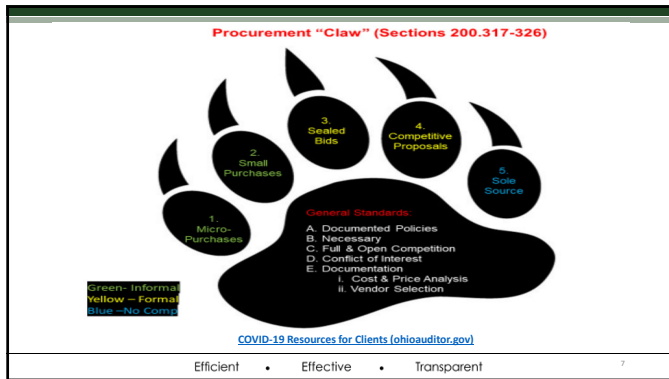 Procurement “Claw” (Sections 200.317-326)
1.
Micro-
Purchases
2.
Small
Purchases
3.
Sealed
Bids
4.
Competitive
Proposals
5.
Sole
Source
General Standards:
A. Documented Policies
B. Necessary
C. Full & Open Competition
D. Conflict of Interest
E. Documentation
i. Cost & Price Analysis
ii. Vendor Selection
Green- Informal
Yellow – Formal
Blue –No Comp
COVID-19 Resources for Clients (ohioauditor.gov)
Efficient • Effective • Transparent
7